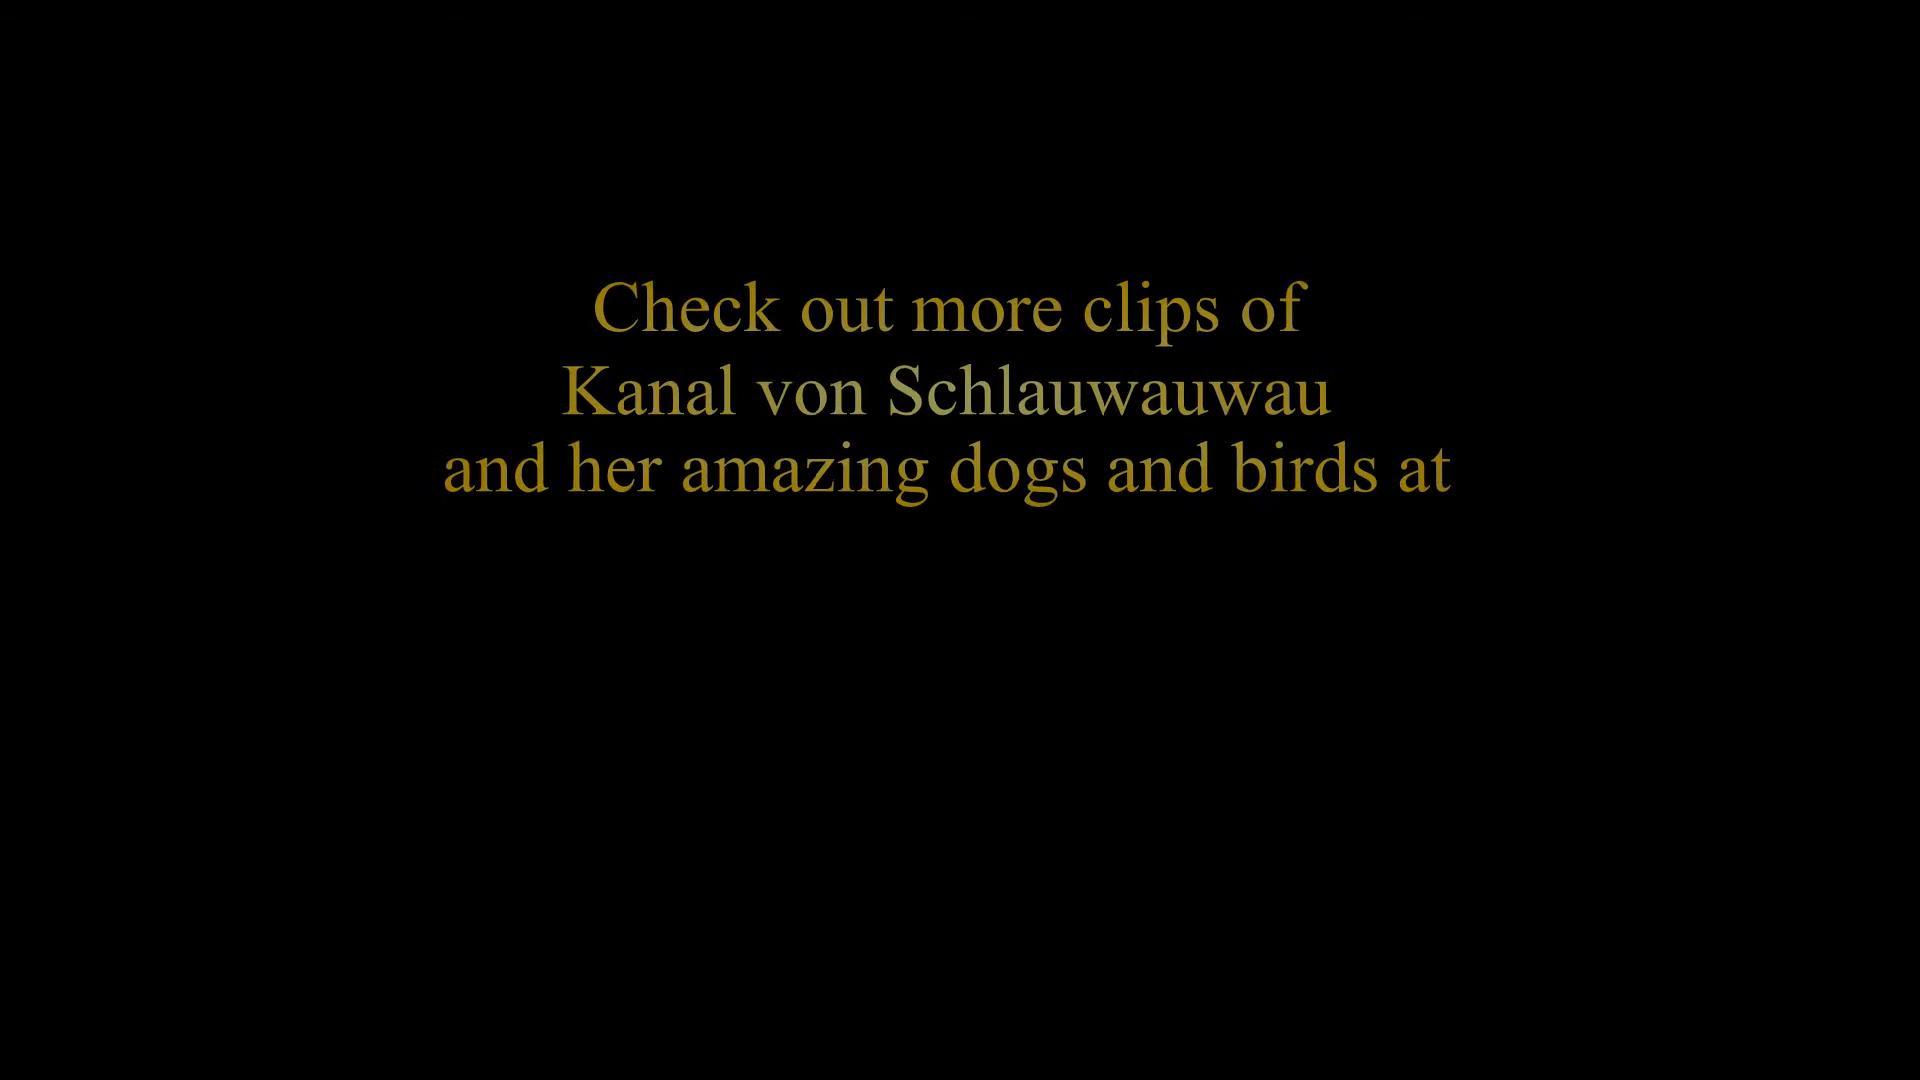 Check out more clips of
Kanal von Schlauwauwau
and her amazing dogs and birds at